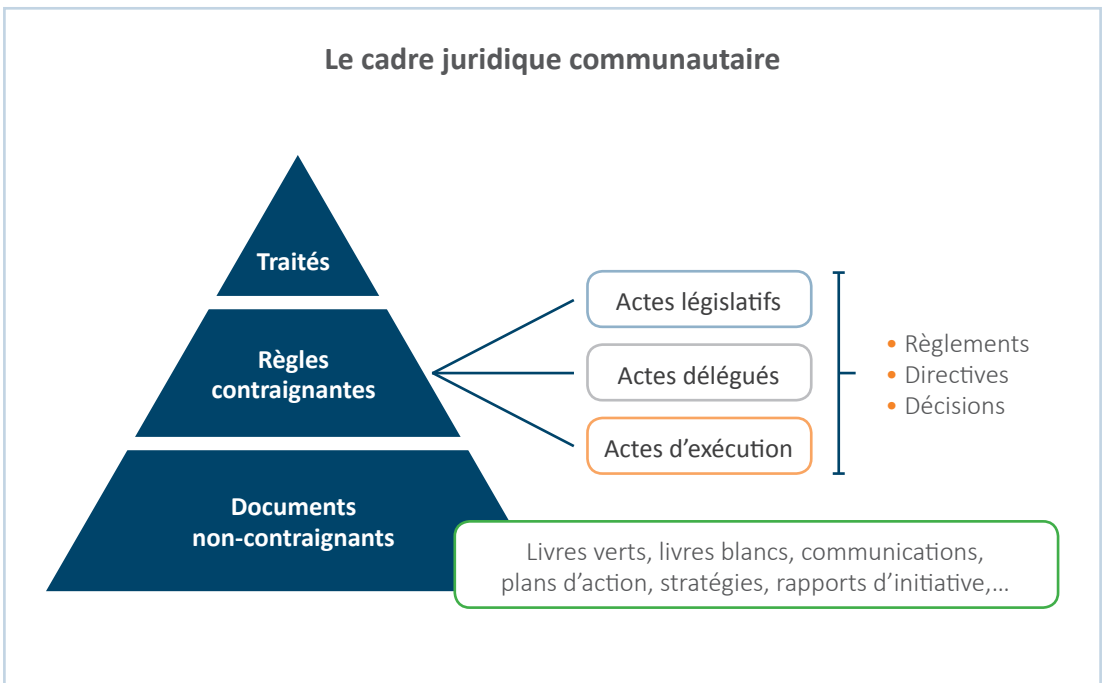 Le cadre juridique communautaire
Traités
Règles
contraignantes
Documents
non-contraignants
Actes législatifs
Actes délégués
Actes d’exécution
• Règlements
• Directives
• Décisions
Livres verts, livres blancs, communications,
plans d’action, stratégies, rapports d’initiative,...